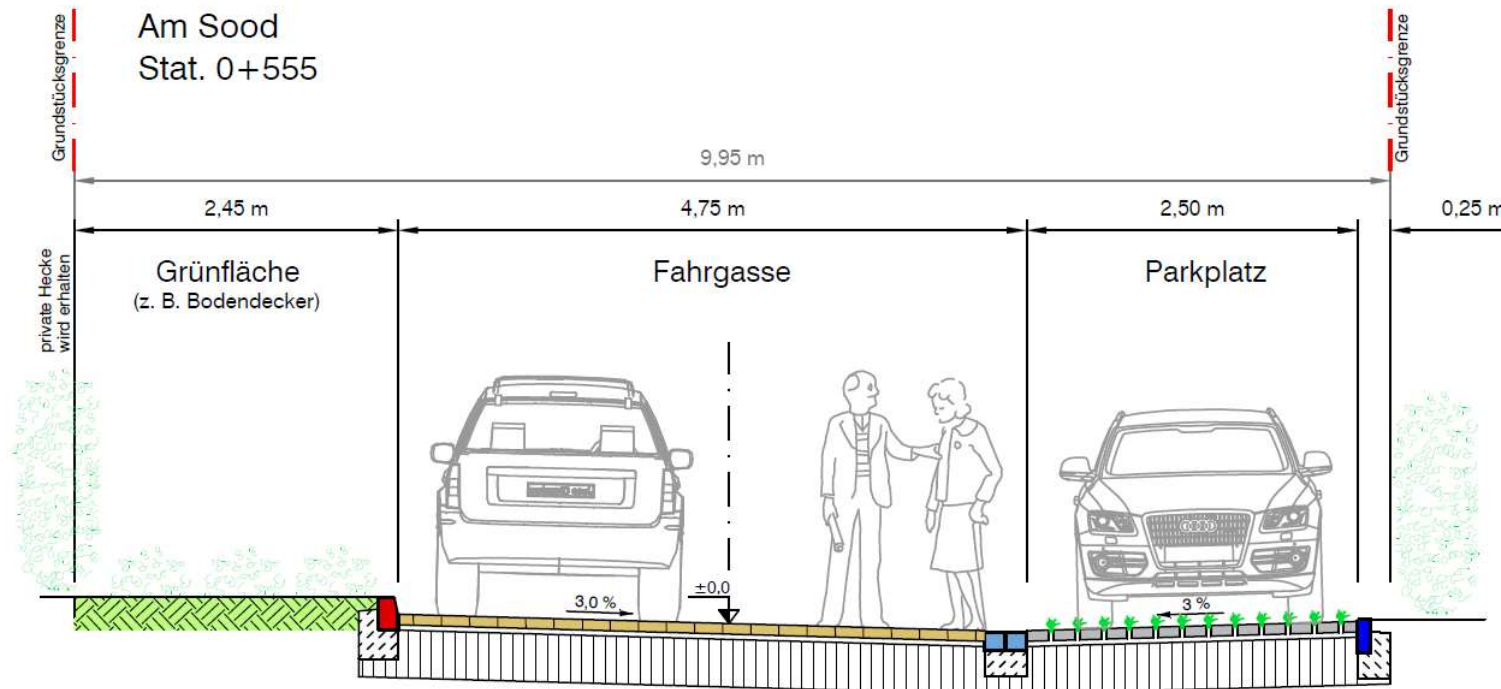 Am Sood
Stat. 0+555
Grundstücksgrenze
Grundstücksgrenze
9,95 m
2,45 m
4,75 m
2,50 m
0,25 m
private Hecke
wird erhalten
Grünfläche
(z. B. Bodendecker)
Fahrgasse
Parkplatz
3,0 %
±0,0
3 %